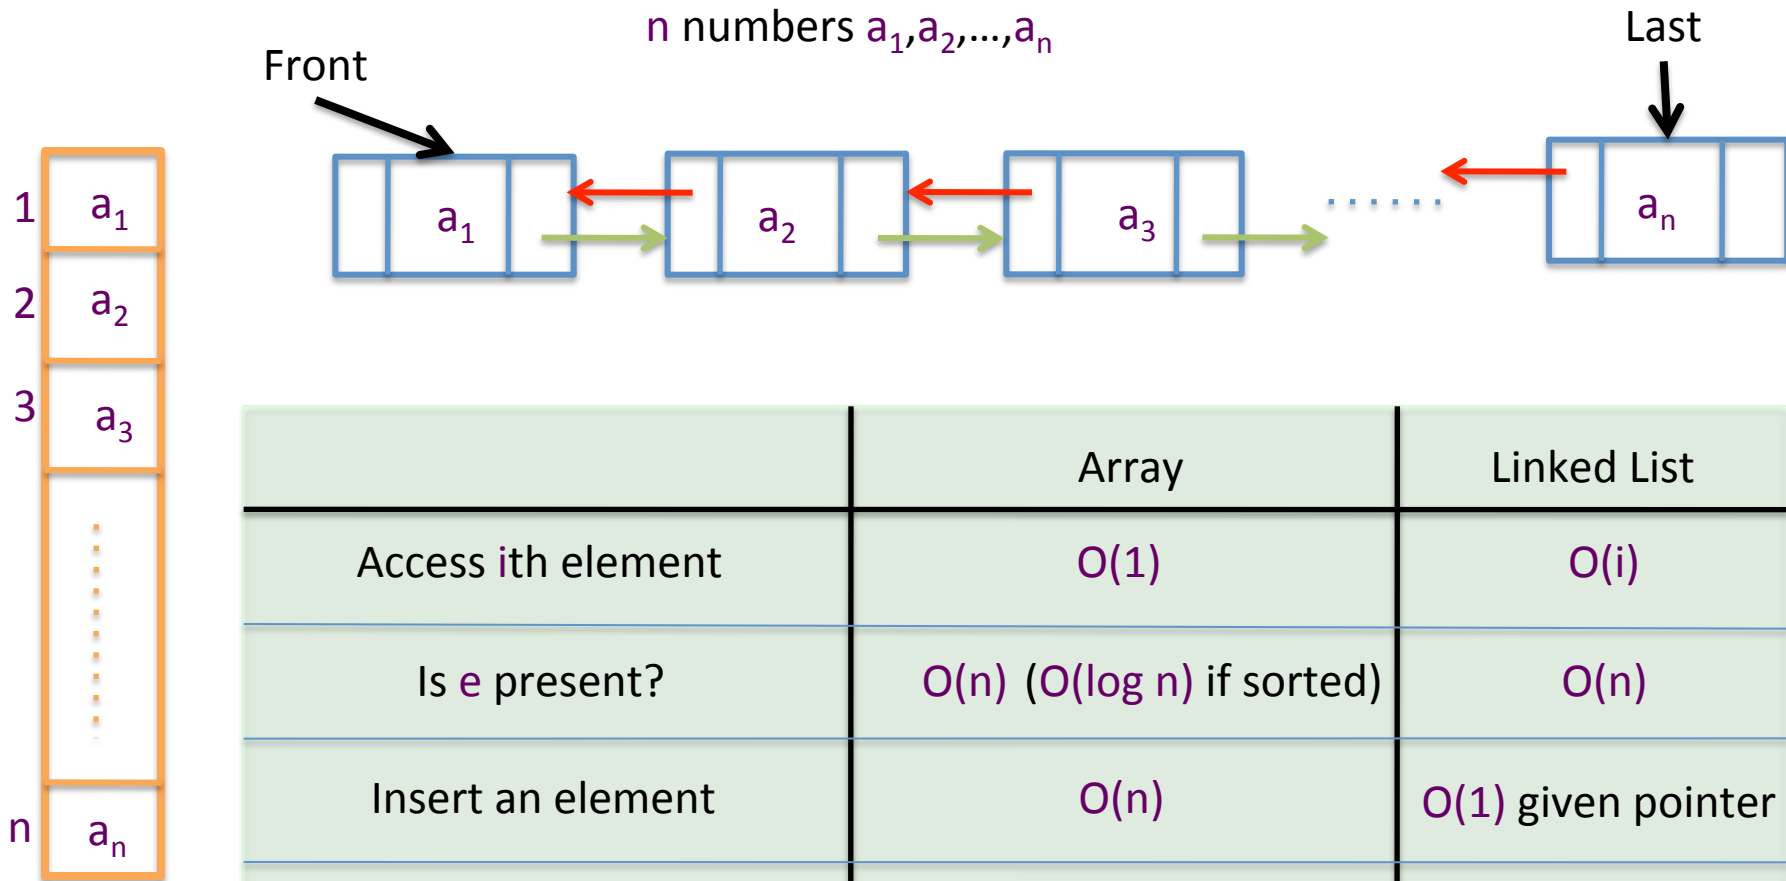 n numbers a₁,a₂,…,aₙ
Front
Last
a₁
a₂
a₃
aₙ
1 a₁
2 a₂
3 a₃
n aₙ
Array Linked List
Access ith element O(1) O(i)
Is e present? O(n) (O(log n) if sorted) O(n)
Insert an element O(n) O(1) given pointer